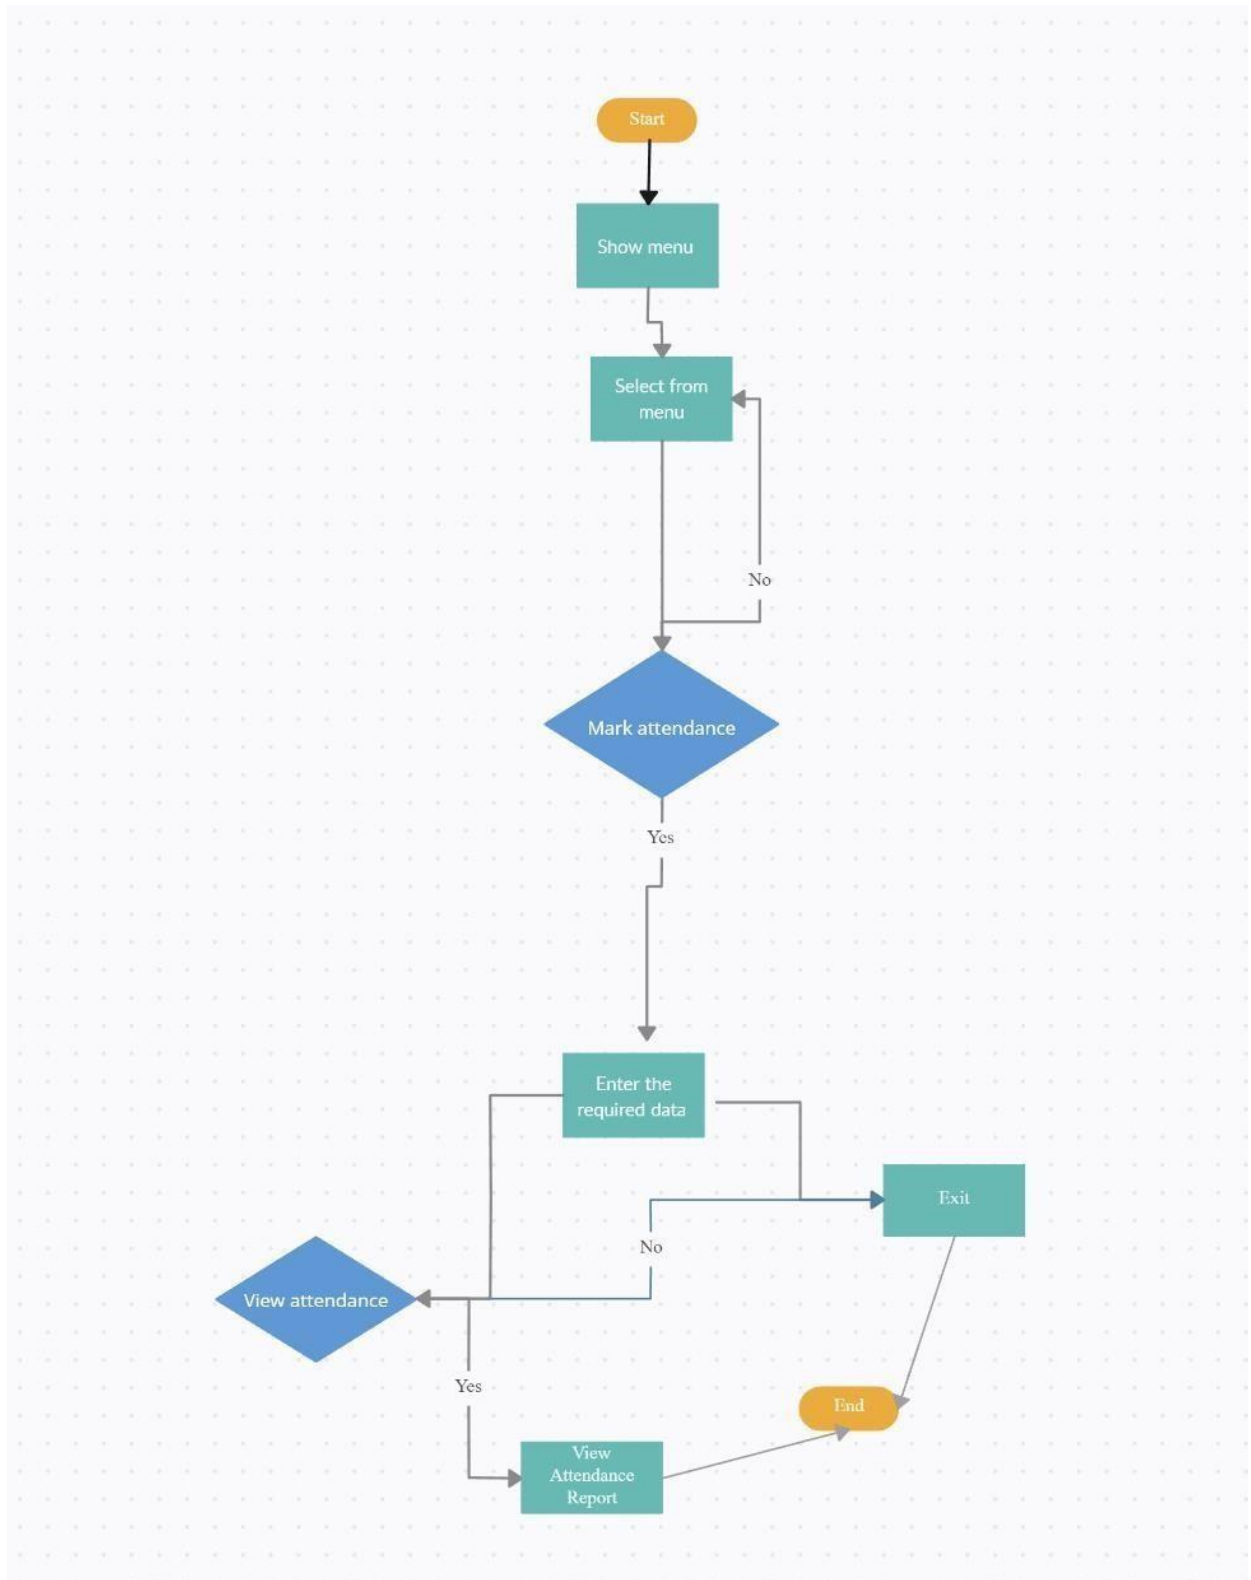 Start
Show menu
Select from
menu
No
Mark attendance
Yes
Enter the
required data
Exit
No
View attendance
Yes
End
View
Attendance
Report